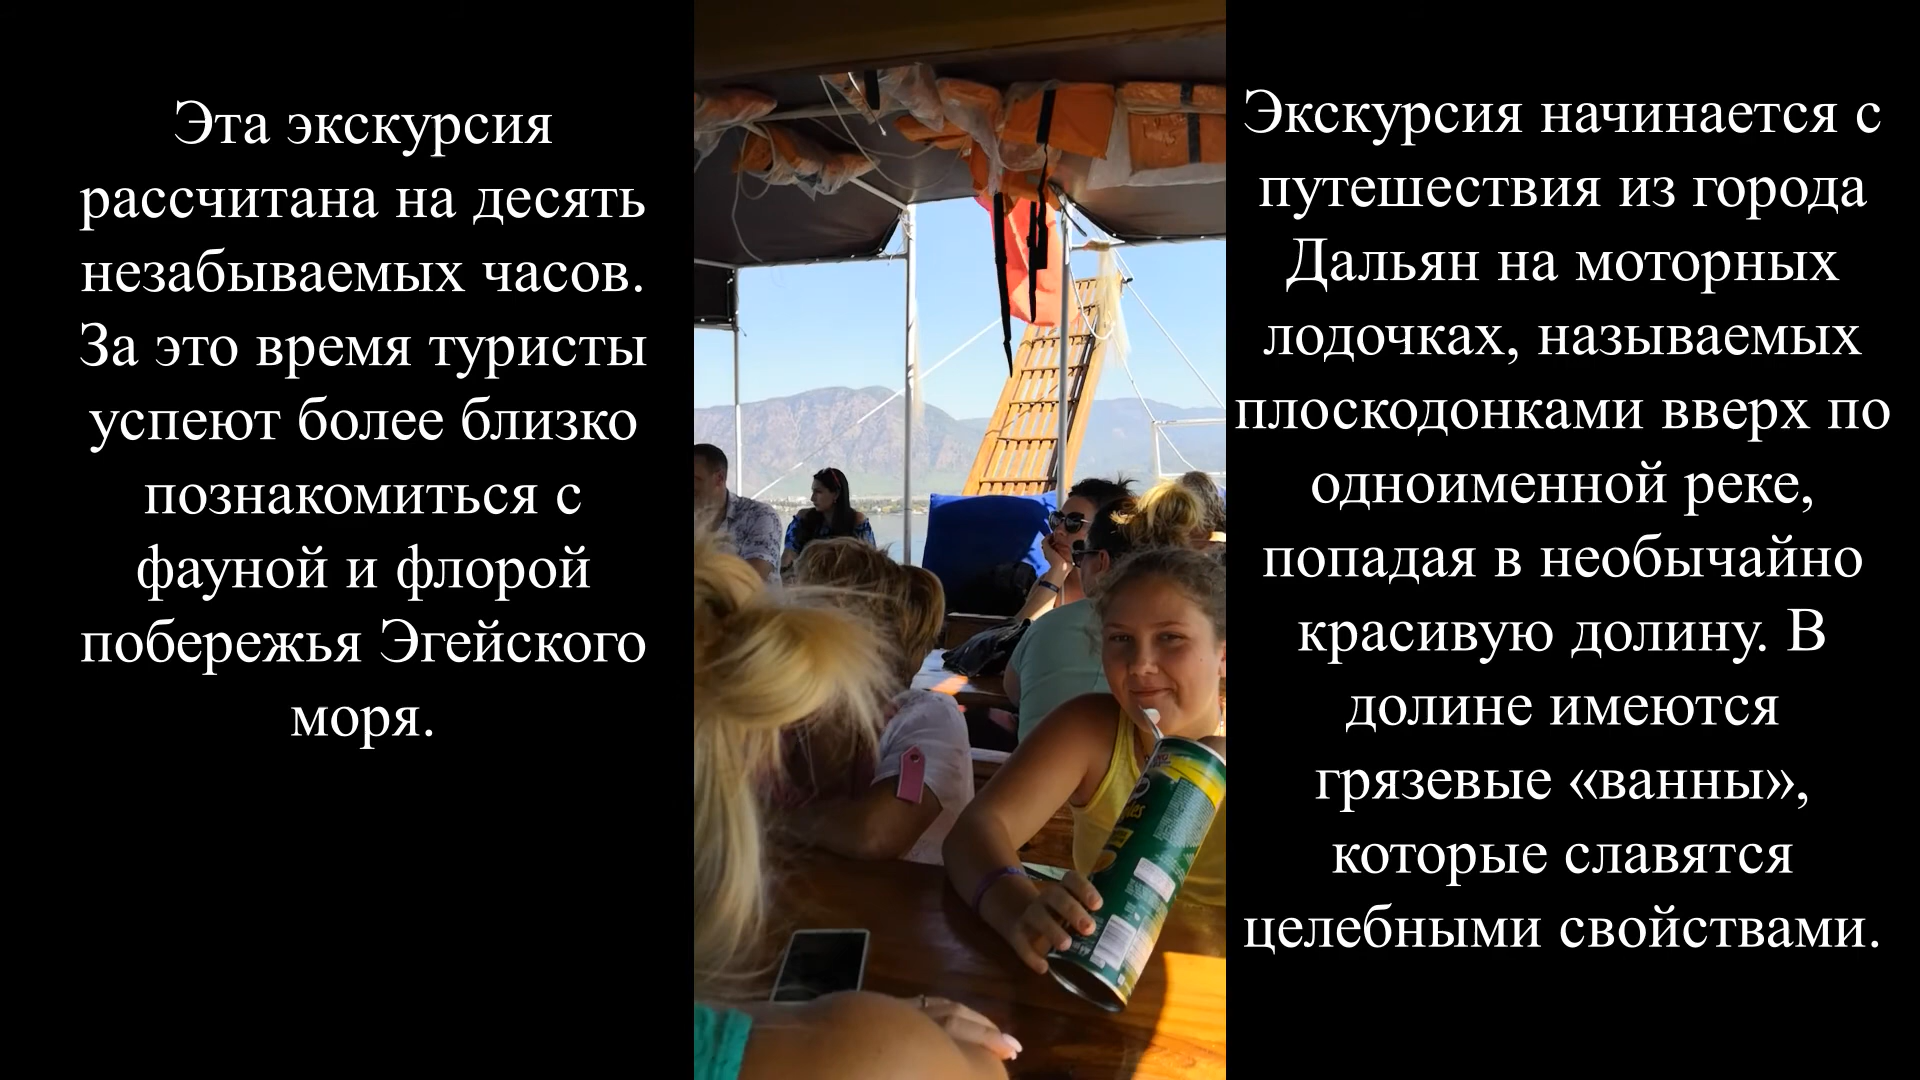 Эта экскурсия
рассчитана на десять
незабываемых часов.
За это время туристы
успеют более близко
познакомиться с
фауной и флорой
побережья Эгейского
моря.
Экскурсия начинается с
путешествия из города
Дальян на моторных
лодочках, называемых
плоскодонками вверх по
одноименной реке,
попадая в необычайно
красивую долину. В
долине имеются
грязевые «ванны»,
которые славятся
целебными свойствами.